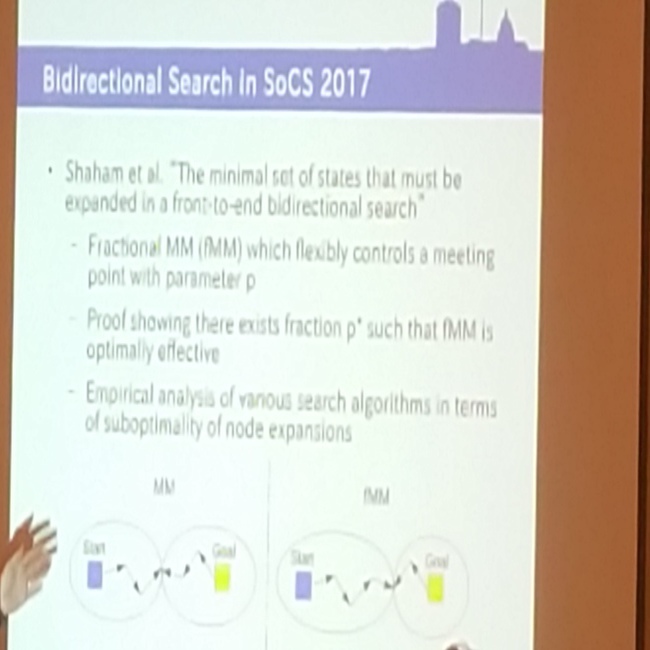 Bidirectional Search in SoCS 2017
• Shaham et al. "The minimal set of states that must be
expanded in a front-to-end bidirectional search"
- Fractional MM (fMM) which flexibly controls a meeting
point with parameter p
- Proof showing there exists fraction p* such that fMM is
optimally effective
- Empirical analysis of various search algorithms in terms
of suboptimality of node expansions
MM
fMM
Start
Goal
Start
Goal